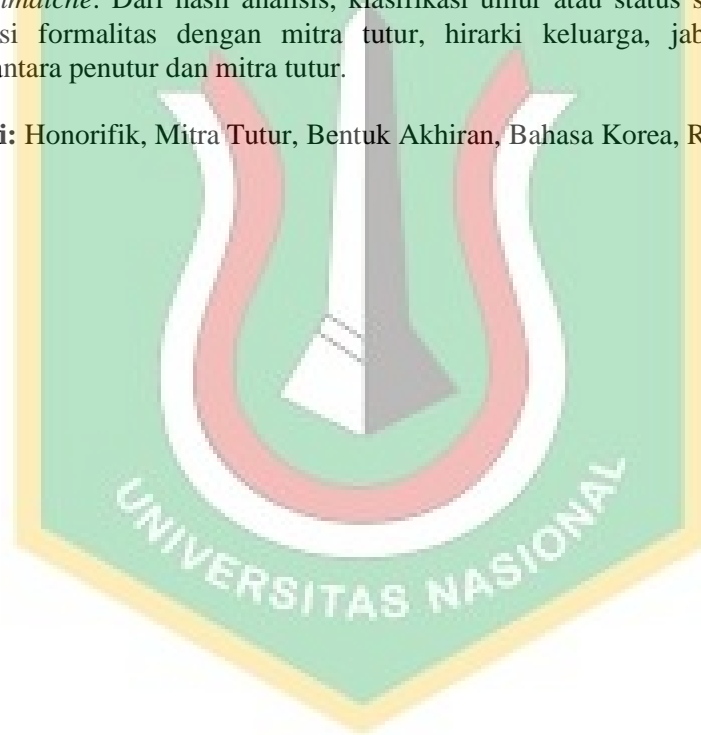 imalche. Dari hasil analisis, klasifikasi umur atau status s
si formalitas dengan mitra tutur, hirarki keluarga, jab
antara penutur dan mitra tutur.
i: Honorifik, Mitra Tutur, Bentuk Akhiran, Bahasa Korea, R
UNIVERSITAS NASIONAL